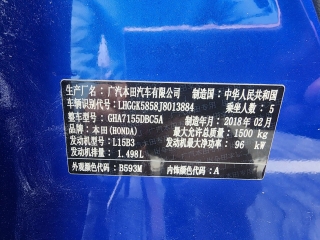 生产厂名：广汽本田汽车有限公司 制造国：中华人民共和国
车辆识别代号：LHGGK5858J8013884 乘坐人数：5
整车型号：GHA7155DBC5A 制造年月：2018年02月
品牌：本田(HONDA) 最大允许总质量：1500 kg
发动机型号：L15B3 发动机最大净功率：96 kW
发动机排量：1.498L
外观颜色代码：B593M 内饰颜色代码：A